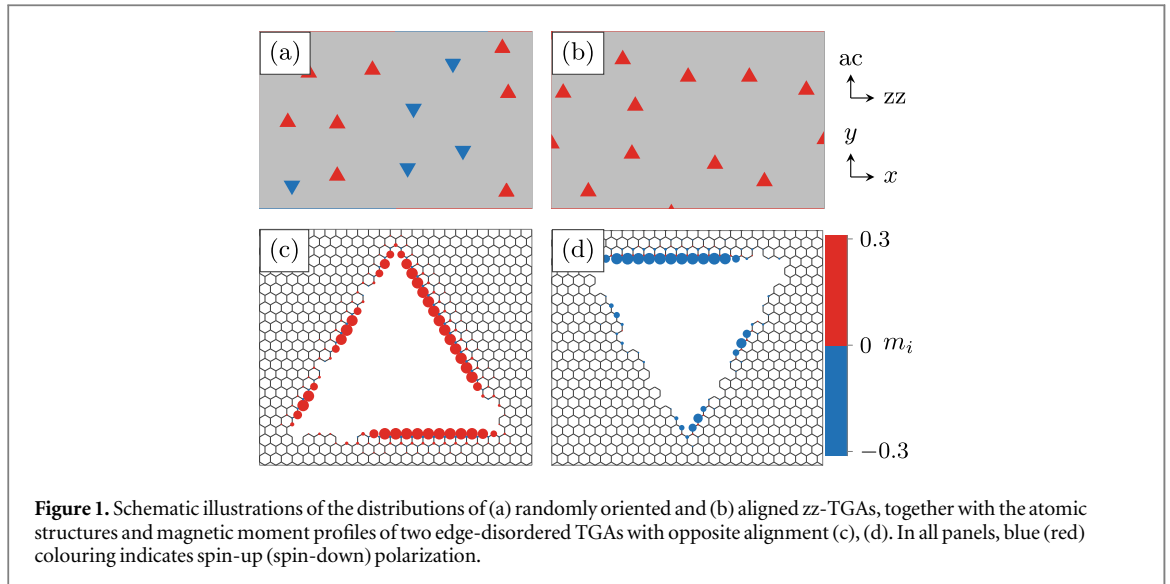 (a)
(b)
ac
zz
y
x
(c)
(d)
0.3
0 mᵢ
−0.3
Figure 1. Schematic illustrations of the distributions of (a) randomly oriented and (b) aligned zz-TGAs, together with the atomic
structures and magnetic moment profiles of two edge-disordered TGAs with opposite alignment (c), (d). In all panels, blue (red)
colouring indicates spin-up (spin-down) polarization.